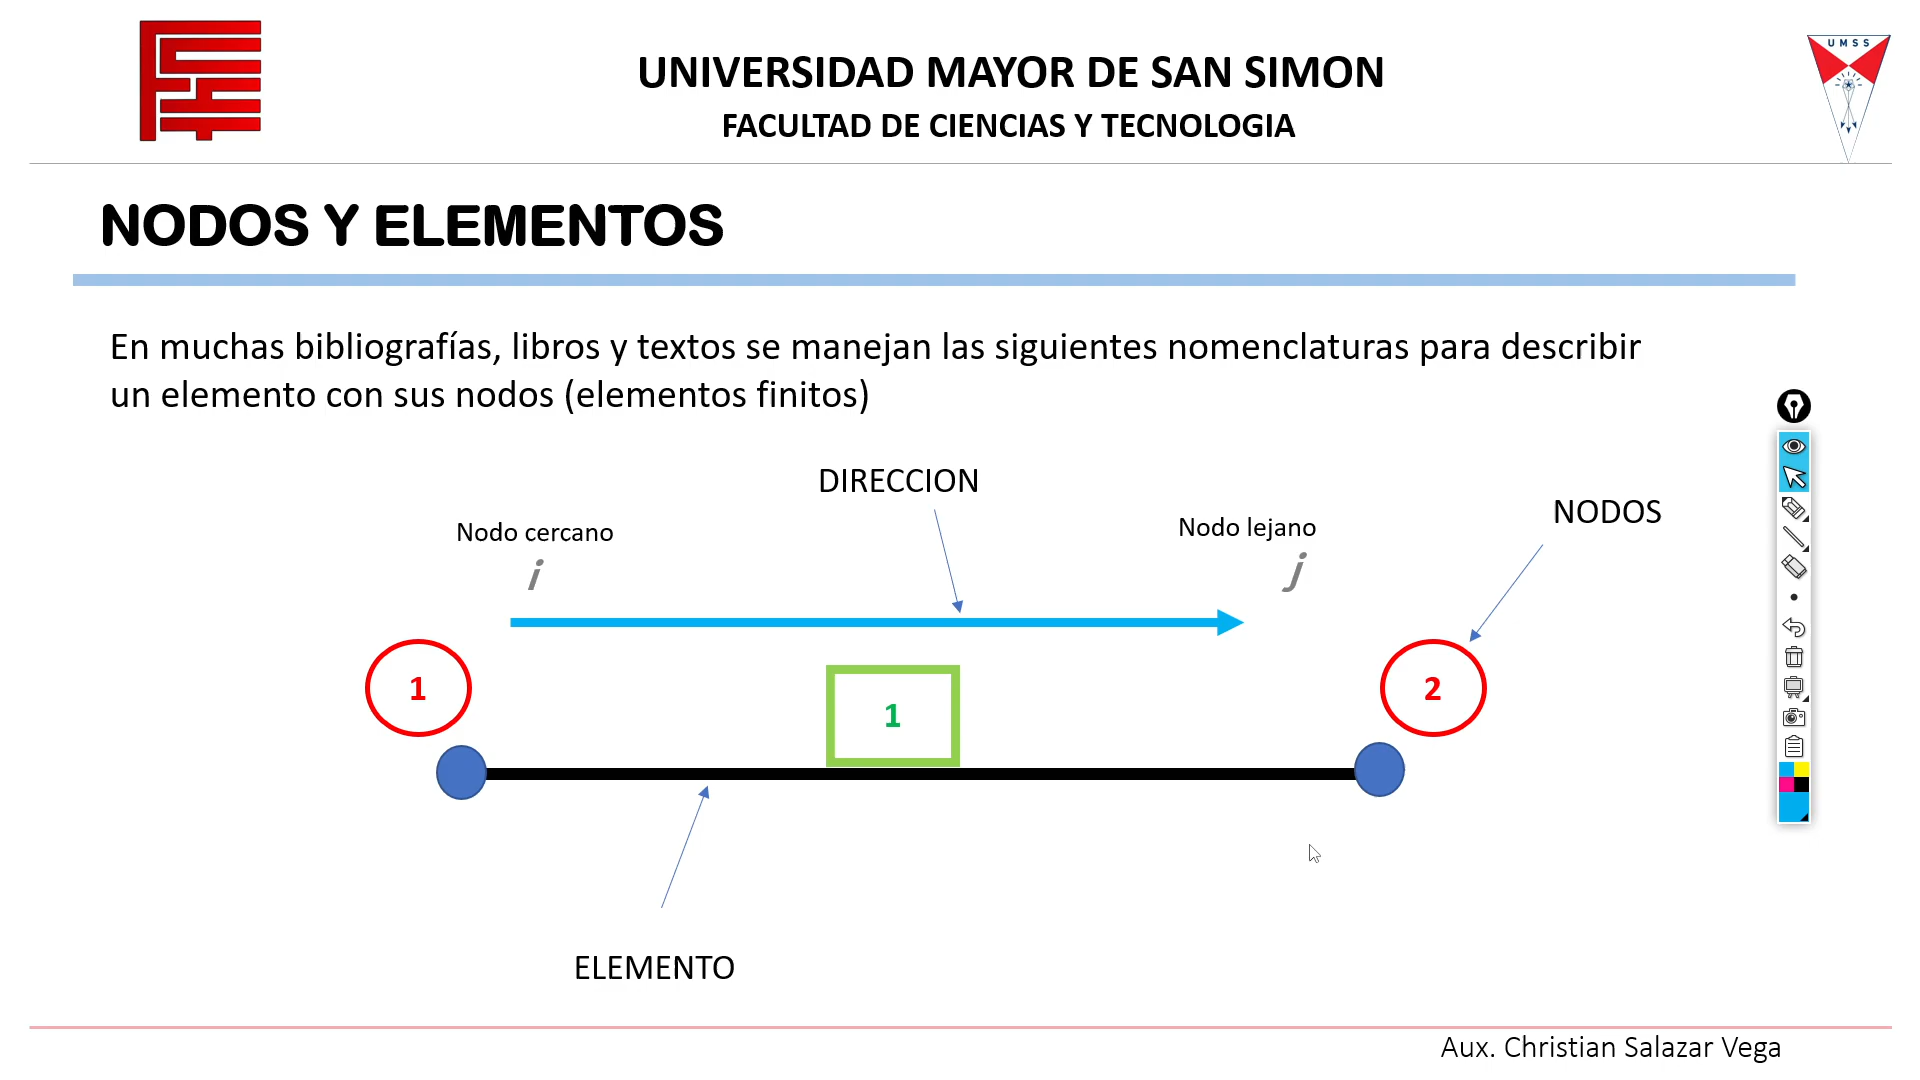 UNIVERSIDAD MAYOR DE SAN SIMON
FACULTAD DE CIENCIAS Y TECNOLOGIA
UMSS
NODOS Y ELEMENTOS
En muchas bibliografías, libros y textos se manejan las siguientes nomenclaturas para describir
un elemento con sus nodos (elementos finitos)
DIRECCION
NODOS
Nodo cercano
Nodo lejano
i
j
1
2
1
ELEMENTO
Aux. Christian Salazar Vega